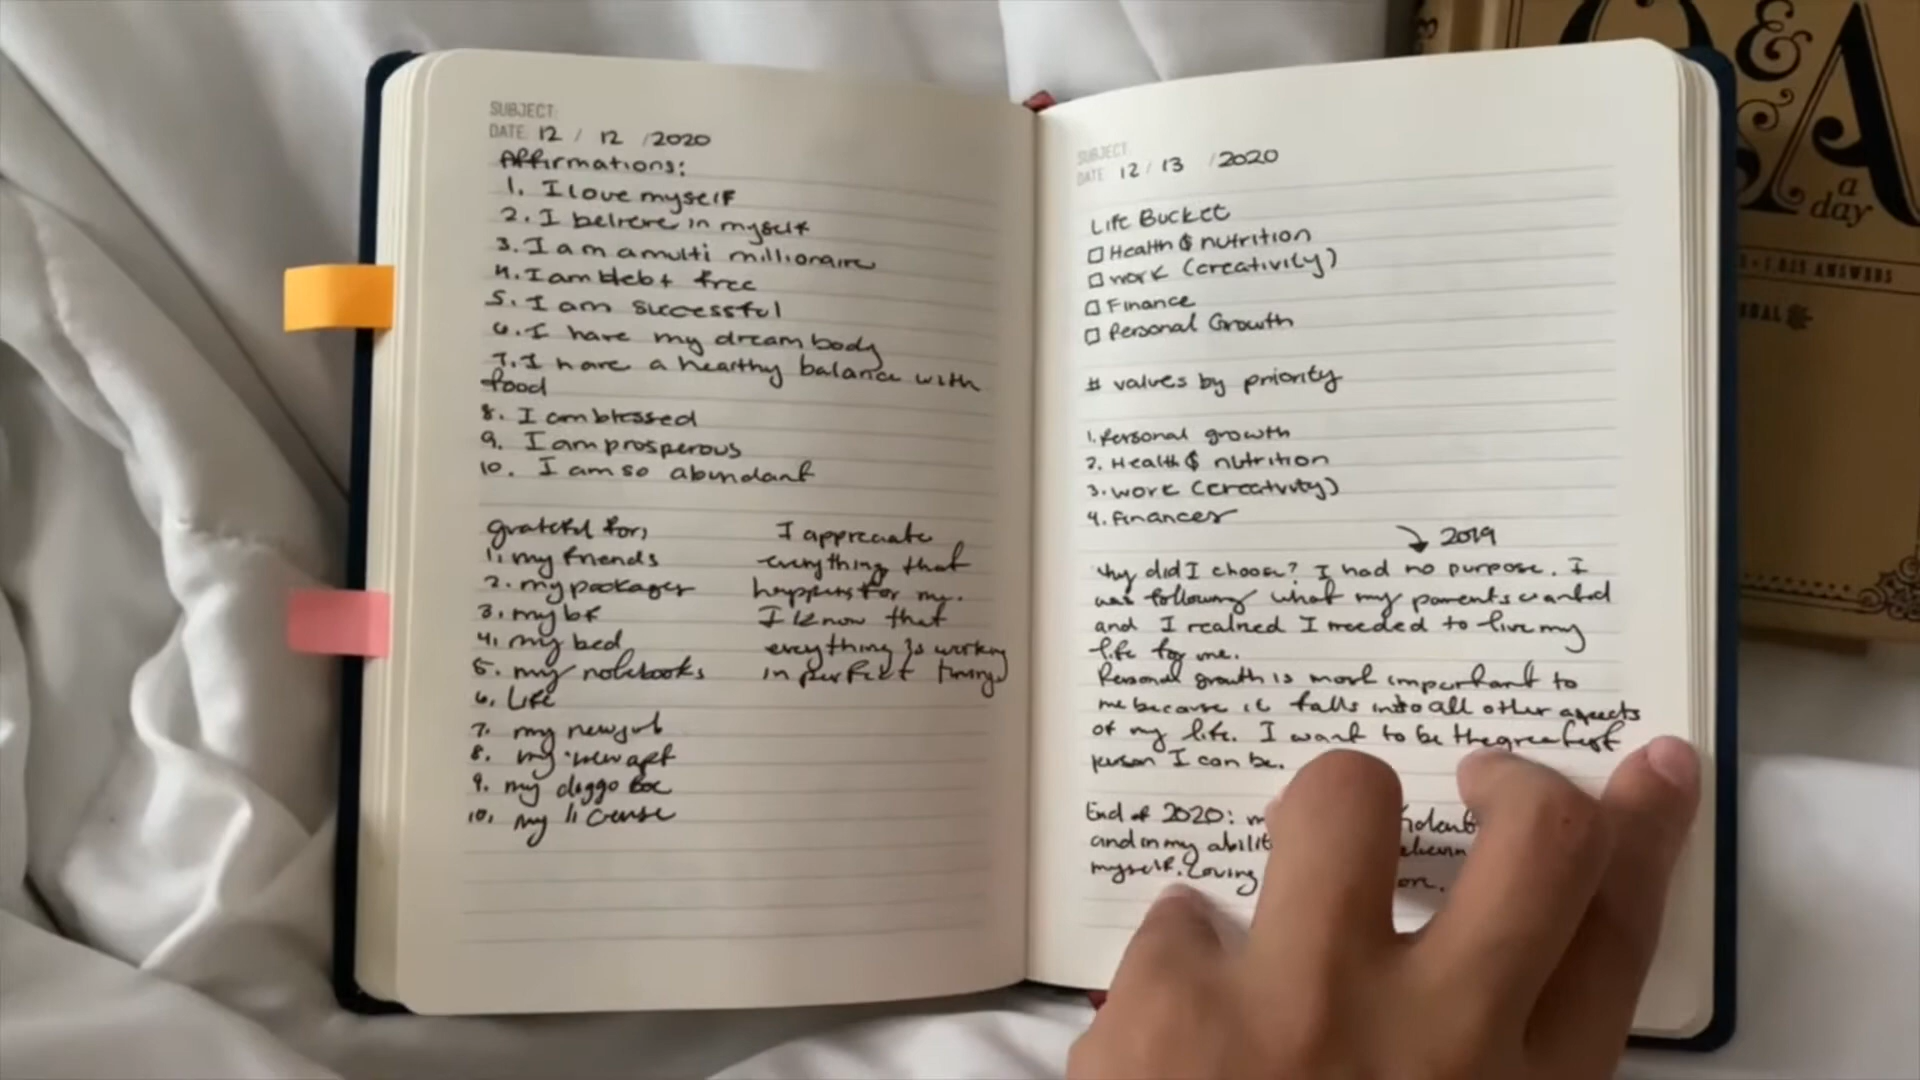 SUBJECT:
DATE: 12 / 12 / 2020
Affirmations:
1. I love myself
2. I believe in myself
3. I am a multi millionaire
4. I am debt free
5. I am successful
6. I have my dream body
7. I have a healthy balance with
food
8. I am blessed
9. I am prosperous
10. I am so abundant
grateful for,
1. my friends
2. my packages
3. my bf
4. my bed
5. my notebooks
6. Life
7. my new job
8. my new apt
9. my doggo
10. my license
I appreciate
everything that
happens for me.
I know that
everything is working
in perfect timing
SUBJECT:
DATE: 12 / 13 / 2020
Life Bucket
☐ Health & nutrition
☐ work (creativity)
☐ Finance
☐ Personal Growth
# values by priority
1. Personal growth
2. Health & nutrition
3. work (creativity)
4. Finances
↘ 2019
Why did I choose? I had no purpose. I
was following what my parents wanted
and I realized I needed to live my
life for me.
Personal growth is most important to
me because it falls into all other aspects
of my life. I want to be the greatest
person I can be.
End of 2020:
and in my
myself. Loving
Q&A
a
day
ANSWERS